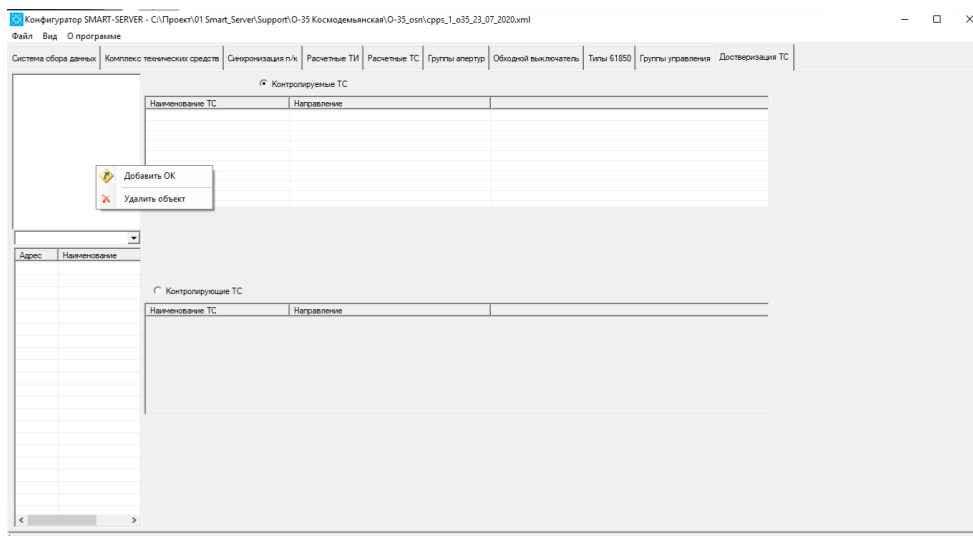 Конфигуратор SMART-SERVER - C:\Проект\01 Smart_Server\Support\О-35 Космодемьянская\О-35_osn\cpps_1_o35_23_07_2020.xml
Файл Вид О программе
Система сбора данных Комплекс технических средств Синхронизация п/к Расчетные ТИ Расчетные ТС Группы апертур Обходной выключатель Типы 61850 Группы управления Достверизация ТС
Контролируемые ТС
Наименование ТС Направление
Добавить ОК
Удалить объект
Адрес Наименование
Контролирующие ТС
Наименование ТС Направление